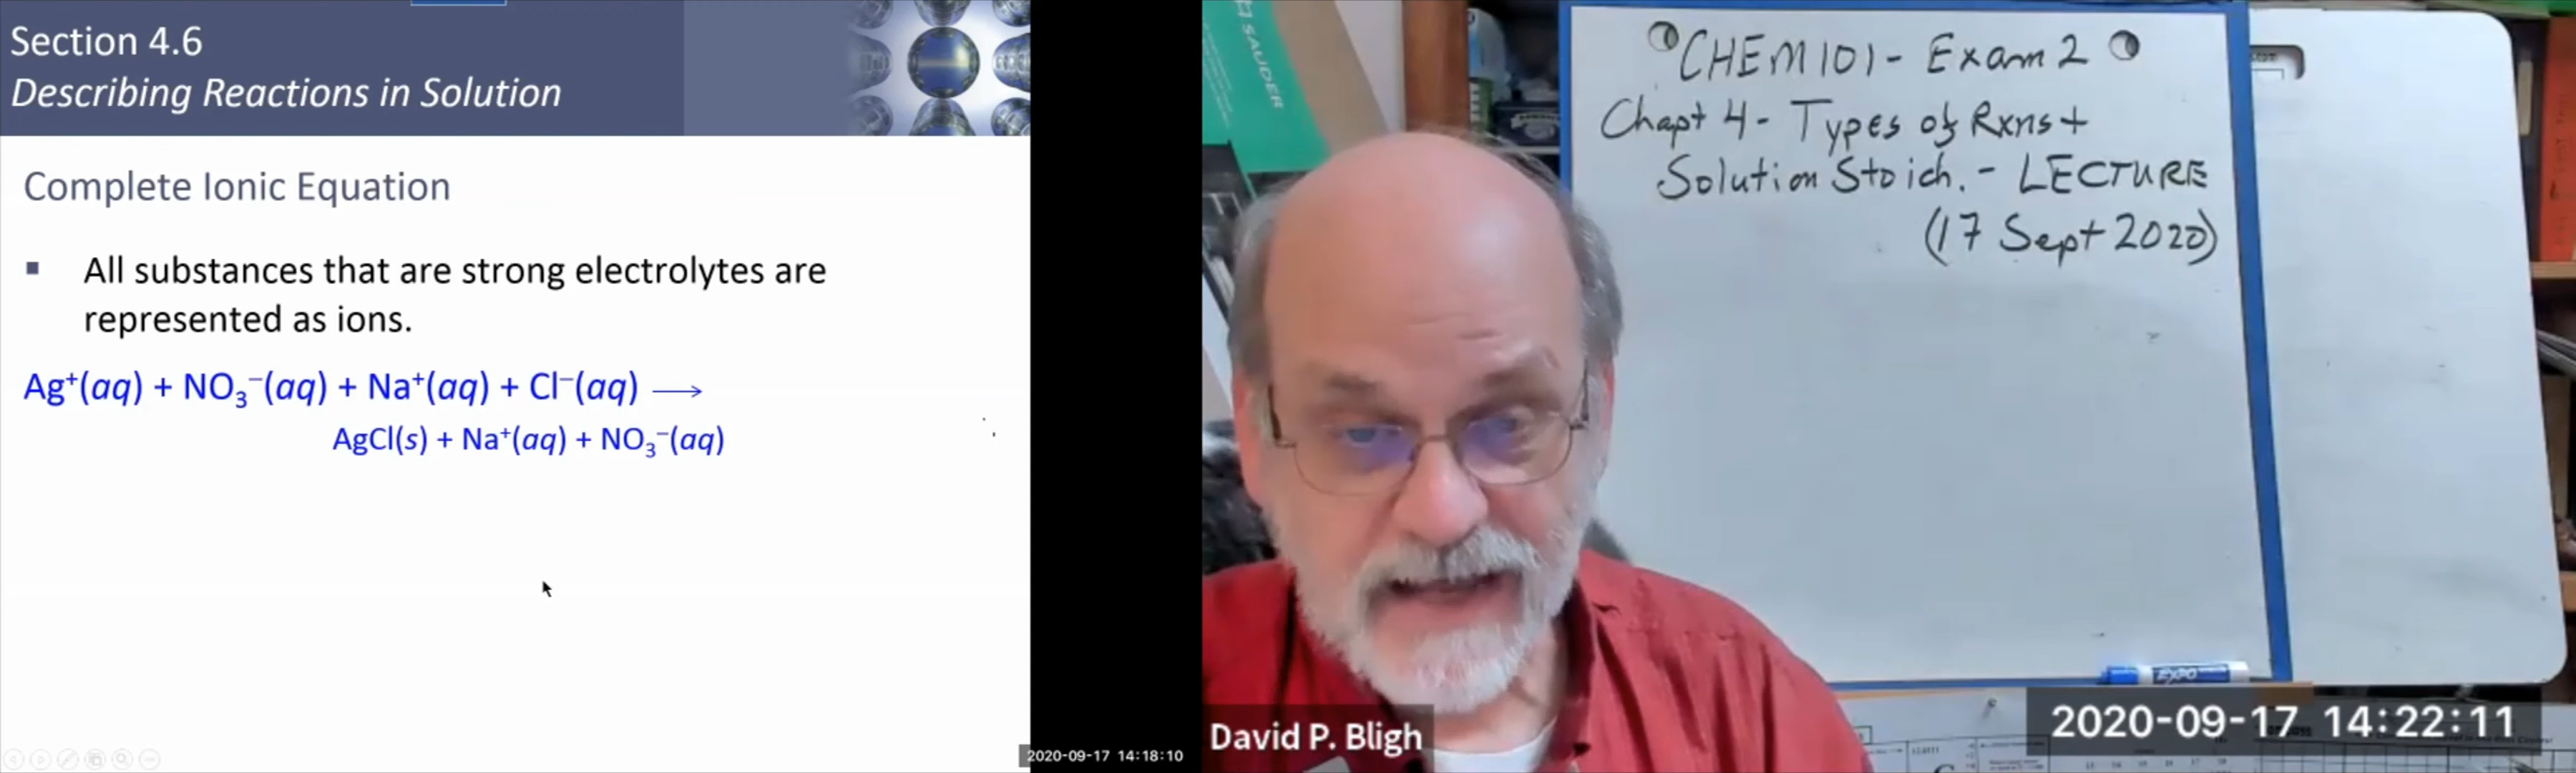 Section 4.6
Describing Reactions in Solution
Complete Ionic Equation
▪ All substances that are strong electrolytes are
represented as ions.
Ag⁺(aq) + NO₃⁻(aq) + Na⁺(aq) + Cl⁻(aq) ⟶
AgCl(s) + Na⁺(aq) + NO₃⁻(aq)
2020-09-17 14:18:10
SAUDER
CHEM 101 - Exam 2
Chapt 4 - Types of Rxns +
Solution Stoich. - LECTURE
(17 Sept 2020)
EXPO
David P. Bligh
2020-09-17 14:22:11